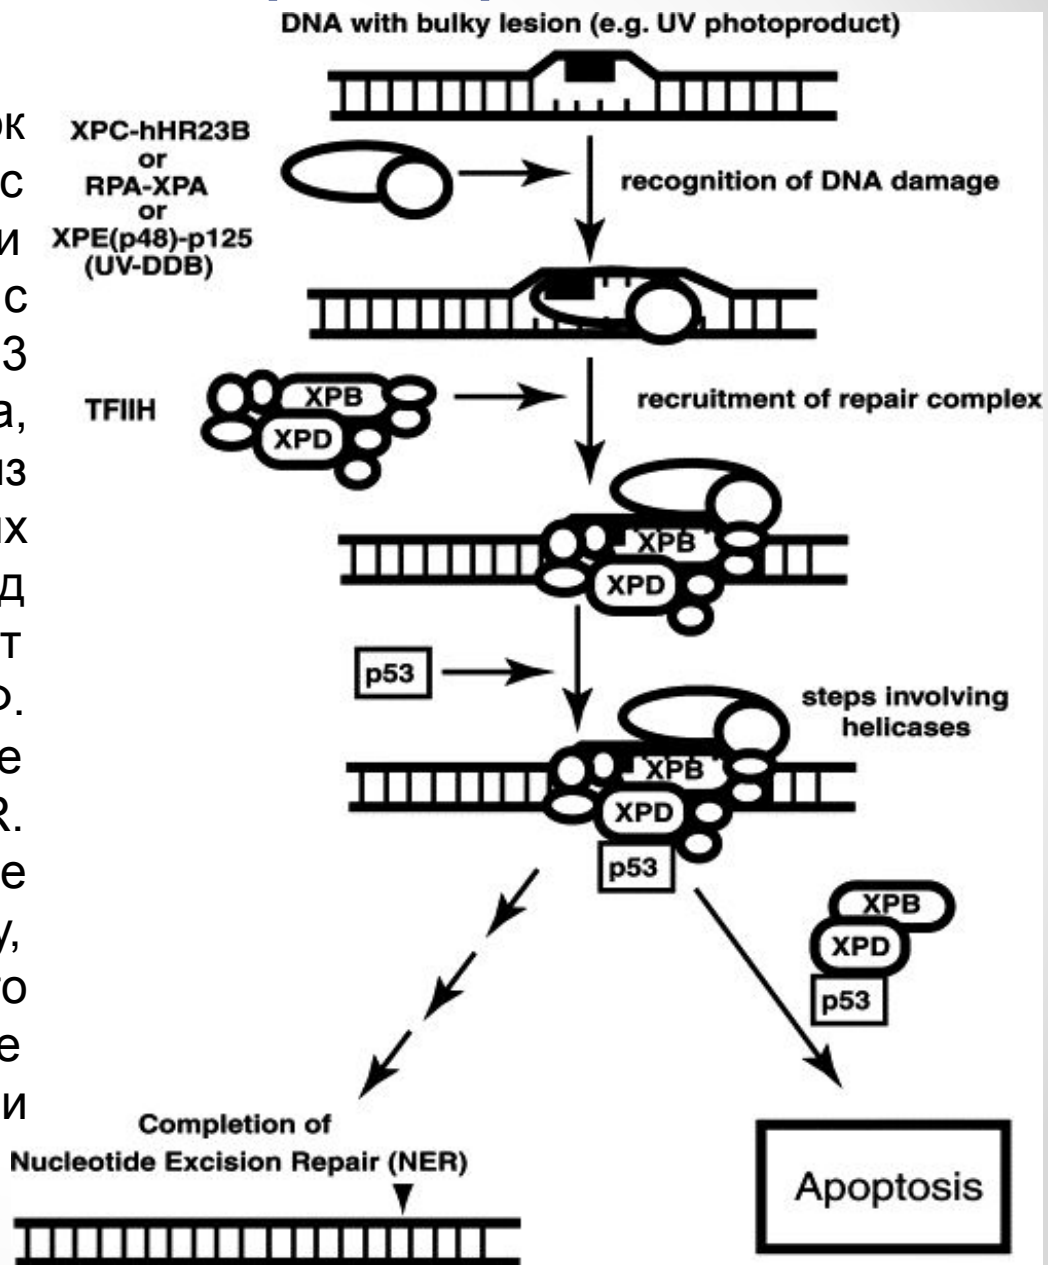 DNA with bulky lesion (e.g. UV photoproduct)
XPC-hHR23B
or
RPA-XPA
or
XPE(p48)-p125
(UV-DDB)
recognition of DNA damage
TFIIH
XPB
XPD
recruitment of repair complex
XPB
XPD
p53
steps involving
helicases
XPB
XPD
p53
XPB
XPD
p53
Completion of
Nucleotide Excision Repair (NER)
Apoptosis